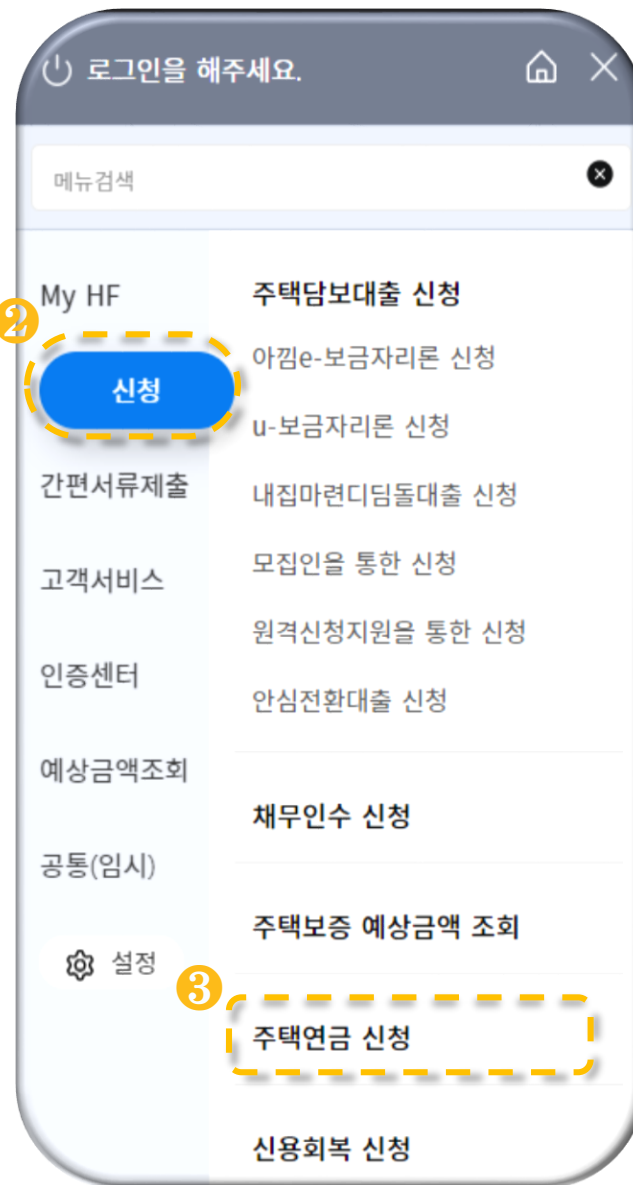 로그인을 해주세요.
메뉴검색
My HF
❷
신청
간편서류제출
고객서비스
인증센터
예상금액조회
공통(임시)
설정
주택담보대출 신청
아낌e-보금자리론 신청
u-보금자리론 신청
내집마련디딤돌대출 신청
모집인을 통한 신청
원격신청지원을 통한 신청
안심전환대출 신청
채무인수 신청
주택보증 예상금액 조회
❸
주택연금 신청
신용회복 신청